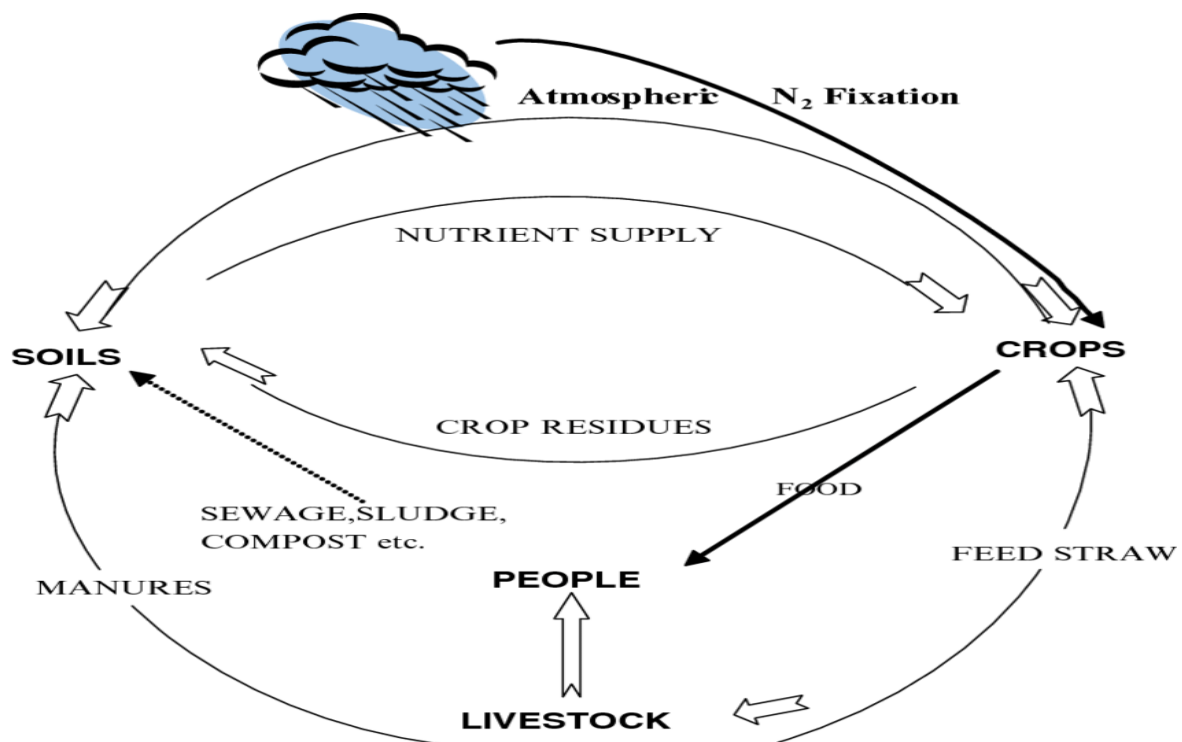 Atmospheric N₂ Fixation
NUTRIENT SUPPLY
SOILS
CROPS
CROP RESIDUES
FOOD
SEWAGE,SLUDGE,
COMPOST etc.
FEED STRAW
PEOPLE
MANURES
LIVESTOCK